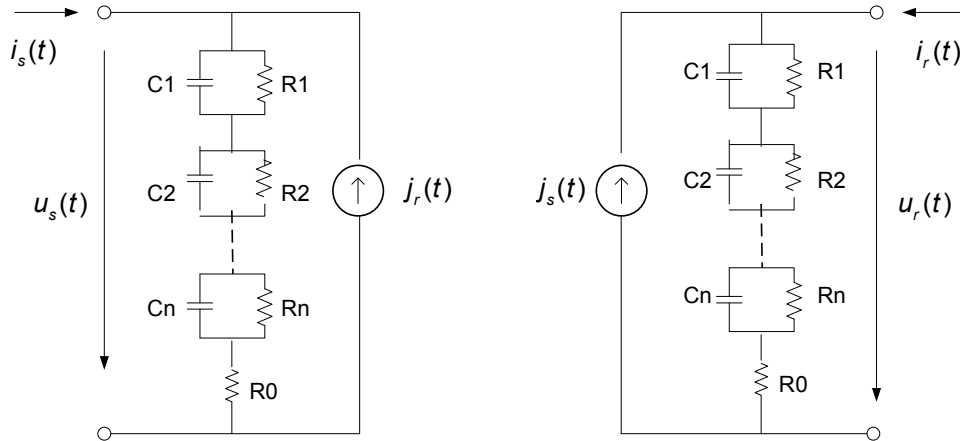 i_s(t)
C1
R1
C2
R2
u_s(t)
j_r(t)
Cn
Rn
R0
i_r(t)
C1
R1
C2
R2
j_s(t)
u_r(t)
Cn
Rn
R0